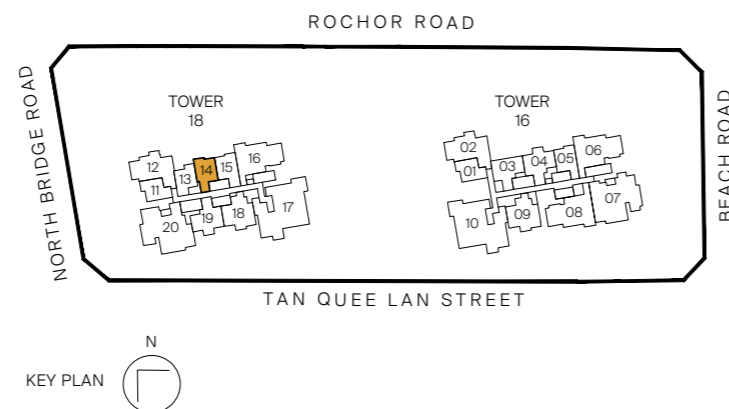 ROCHOR ROAD
NORTH BRIDGE ROAD
BEACH ROAD
TOWER
18
TOWER
16
12
11
13
14
15
16
17
18
19
20
02
01
03
04
05
06
07
08
09
10
TAN QUEE LAN STREET
N
KEY PLAN